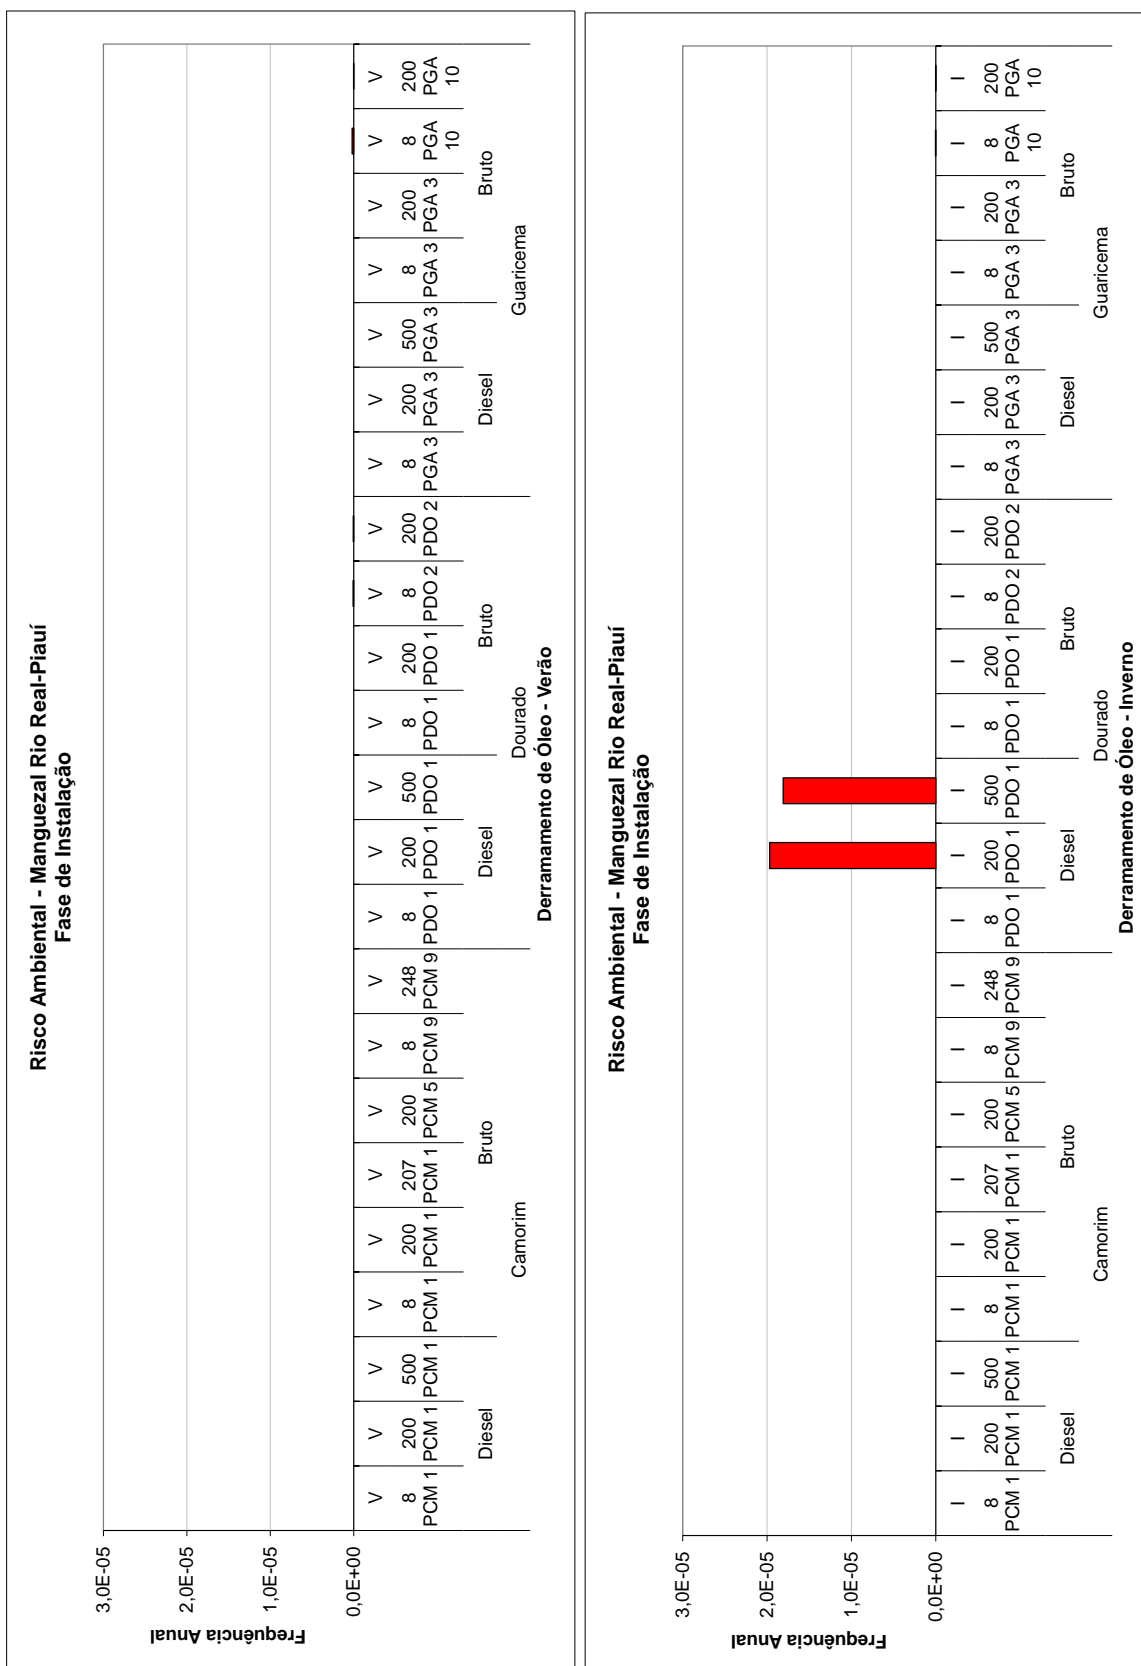 Risco Ambiental - Manguezal Rio Real-Piauí
Fase de Instalação
Frequência Anual
3,0E-05
2,0E-05
1,0E-05
0,0E+00
V V V V V V V V V V V V V V V V V V V V V V V
8 200 500 8 200 207 200 8 248 8 200 500 8 200 8 200 8 200 500 8 200 8 200
PCM 1 PCM 1 PCM 1 PCM 1 PCM 1 PCM 1 PCM 5 PCM 9 PCM 9 PDO 1 PDO 1 PDO 1 PDO 1 PDO 1 PDO 2 PDO 2 PGA 3 PGA 3 PGA 3 PGA 3 PGA 3 PGA PGA
10 10
Diesel Bruto Diesel Bruto Diesel Bruto
Camorim Dourado Guaricema
Derramamento de Óleo - Verão
Risco Ambiental - Manguezal Rio Real-Piauí
Fase de Instalação
Frequência Anual
3,0E-05
2,0E-05
1,0E-05
0,0E+00
I I I I I I I I I I I I I I I I I I I I I I I
8 200 500 8 200 207 200 8 248 8 200 500 8 200 8 200 8 200 500 8 200 8 200
PCM 1 PCM 1 PCM 1 PCM 1 PCM 1 PCM 1 PCM 5 PCM 9 PCM 9 PDO 1 PDO 1 PDO 1 PDO 1 PDO 1 PDO 2 PDO 2 PGA 3 PGA 3 PGA 3 PGA 3 PGA 3 PGA PGA
10 10
Diesel Bruto Diesel Bruto Diesel Bruto
Camorim Dourado Guaricema
Derramamento de Óleo - Inverno